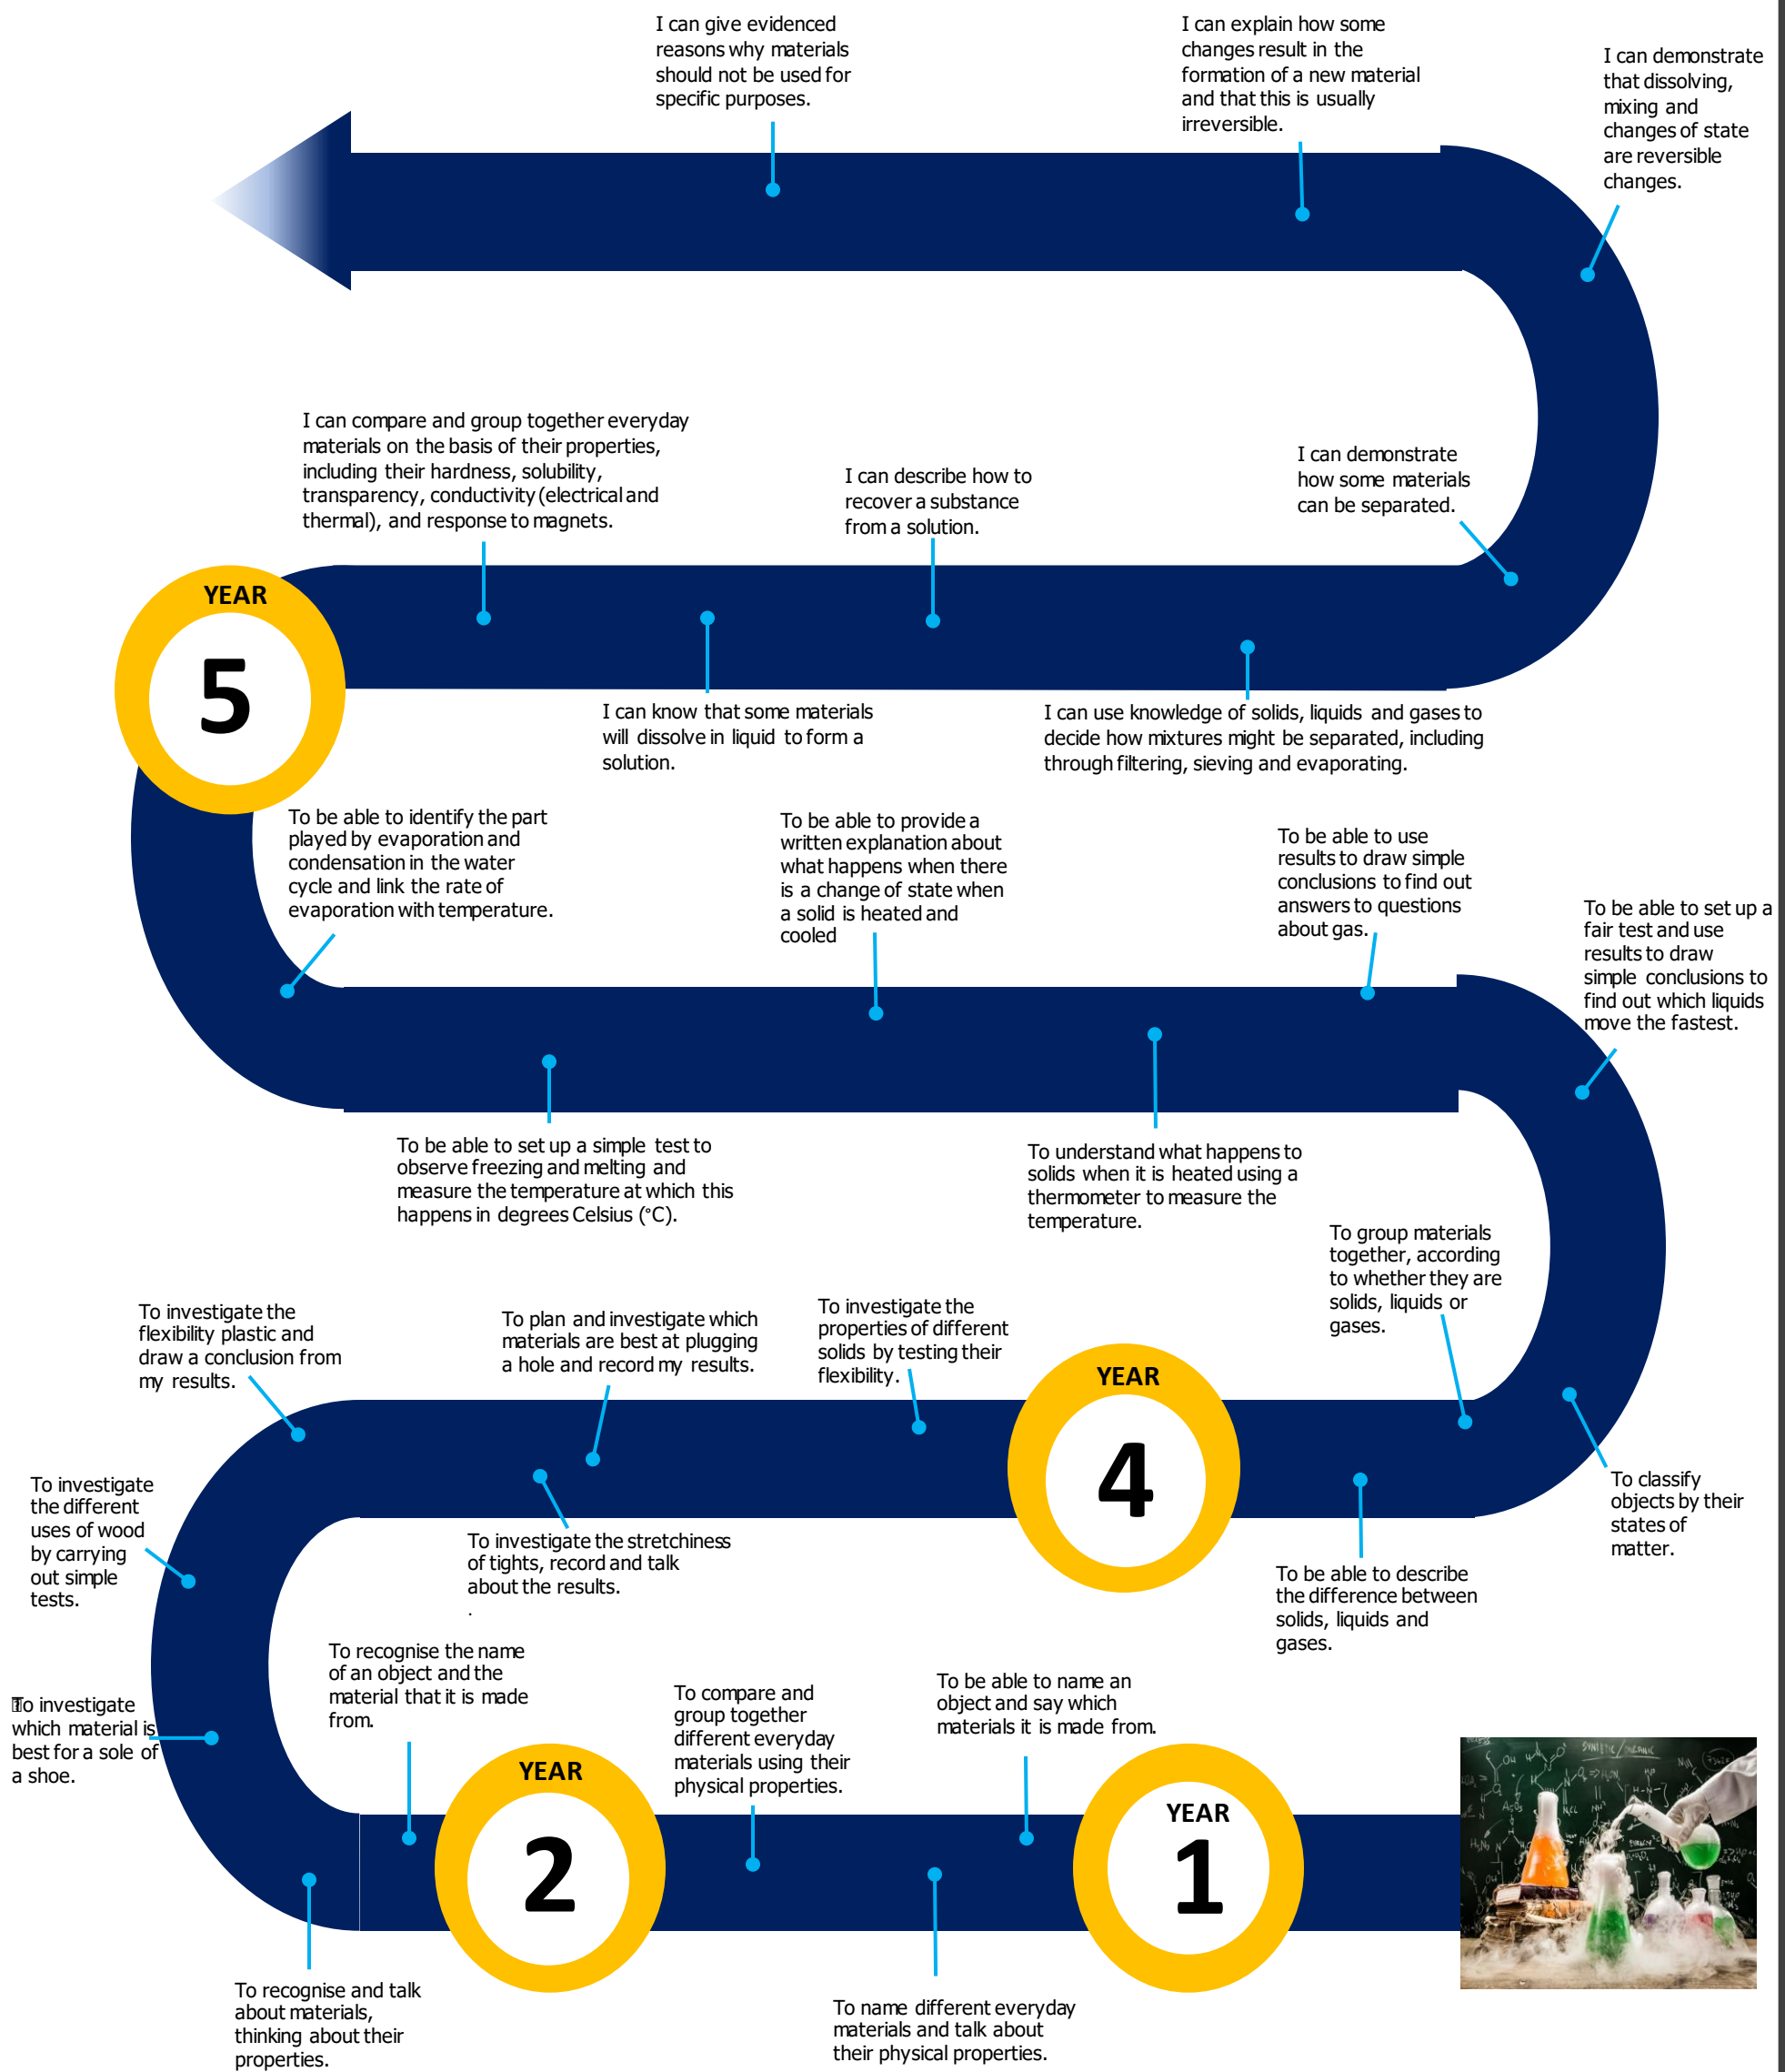 I can give evidenced
reasons why materials
should not be used for
specific purposes.
I can explain how some
changes result in the
formation of a new material
and that this is usually
irreversible.
I can demonstrate
that dissolving,
mixing and
changes of state
are reversible
changes.
I can compare and group together everyday
materials on the basis of their properties,
including their hardness, solubility,
transparency, conductivity (electrical and
thermal), and response to magnets.
I can describe how to
recover a substance
from a solution.
I can demonstrate
how some materials
can be separated.
YEAR
5
I can know that some materials
will dissolve in liquid to form a
solution.
I can use knowledge of solids, liquids and gases to
decide how mixtures might be separated, including
through filtering, sieving and evaporating.
To be able to identify the part
played by evaporation and
condensation in the water
cycle and link the rate of
evaporation with temperature.
To be able to provide a
written explanation about
what happens when there
is a change of state when
a solid is heated and
cooled
To be able to use
results to draw simple
conclusions to find out
answers to questions
about gas.
To be able to set up a
fair test and use
results to draw
simple conclusions to
find out which liquids
move the fastest.
To be able to set up a simple test to
observe freezing and melting and
measure the temperature at which this
happens in degrees Celsius (°C).
To understand what happens to
solids when it is heated using a
thermometer to measure the
temperature.
To group materials
together, according
to whether they are
solids, liquids or
gases.
To investigate the
flexibility plastic and
draw a conclusion from
my results.
To plan and investigate which
materials are best at plugging
a hole and record my results.
To investigate the
properties of different
solids by testing their
flexibility.
YEAR
4
To classify
objects by their
states of
matter.
To investigate
the different
uses of wood
by carrying
out simple
tests.
To investigate the stretchiness
of tights, record and talk
about the results.
.
To be able to describe
the difference between
solids, liquids and
gases.
To investigate
which material is
best for a sole of
a shoe.
To recognise the name
of an object and the
material that it is made
from.
To compare and
group together
different everyday
materials using their
physical properties.
To be able to name an
object and say which
materials it is made from.
YEAR
2
YEAR
1
To recognise and talk
about materials,
thinking about their
properties.
To name different everyday
materials and talk about
their physical properties.